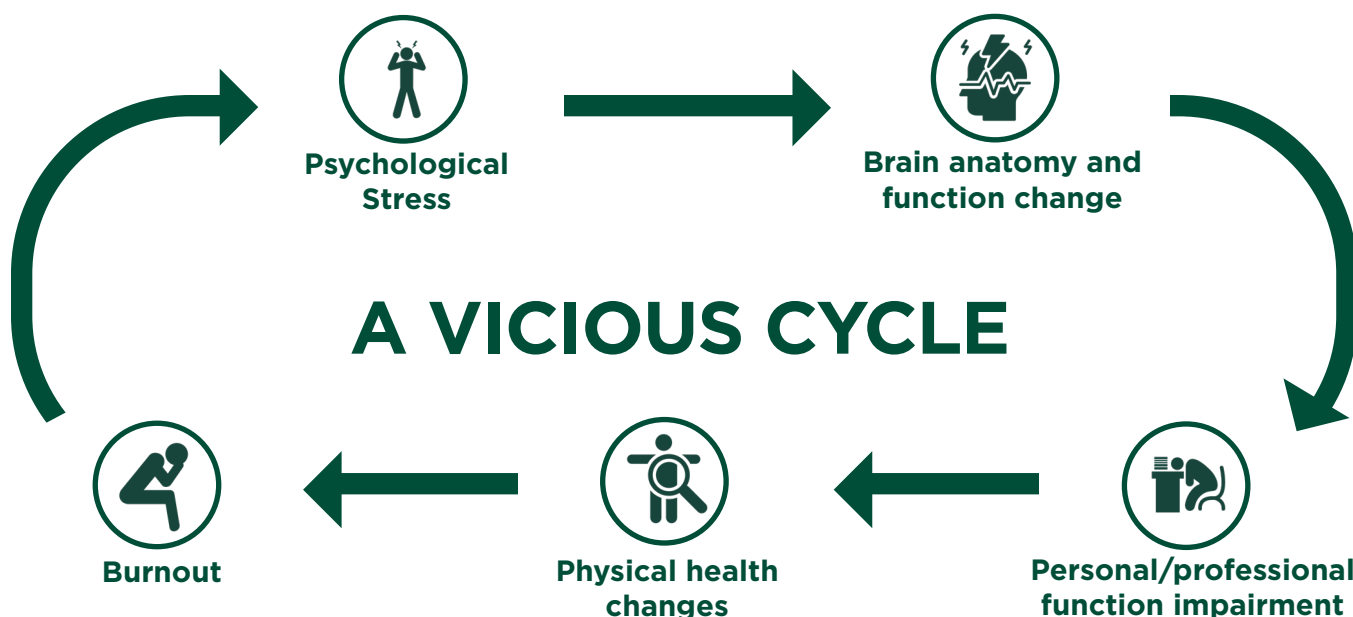 Psychological
Stress
Brain anatomy and
function change
A VICIOUS CYCLE
Burnout
Physical health
changes
Personal/professional
function impairment